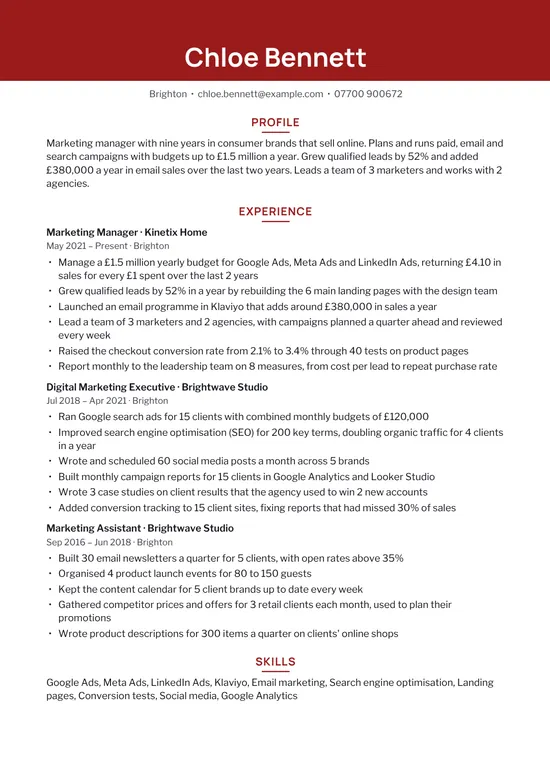 Chloe Bennett
Brighton • chloe.bennett@example.com • 07700 900672
PROFILE
Marketing manager with nine years in consumer brands that sell online. Plans and runs paid, email and
search campaigns with budgets up to £1.5 million a year. Grew qualified leads by 52% and added
£380,000 a year in email sales over the last two years. Leads a team of 3 marketers and works with 2
agencies.
EXPERIENCE
Marketing Manager · Kinetix Home
May 2021 – Present · Brighton
• Manage a £1.5 million yearly budget for Google Ads, Meta Ads and LinkedIn Ads, returning £4.10 in
sales for every £1 spent over the last 2 years
• Grew qualified leads by 52% in a year by rebuilding the 6 main landing pages with the design team
• Launched an email programme in Klaviyo that adds around £380,000 in sales a year
• Lead a team of 3 marketers and 2 agencies, with campaigns planned a quarter ahead and reviewed
every week
• Raised the checkout conversion rate from 2.1% to 3.4% through 40 tests on product pages
• Report monthly to the leadership team on 8 measures, from cost per lead to repeat purchase rate
Digital Marketing Executive · Brightwave Studio
Jul 2018 – Apr 2021 · Brighton
• Ran Google search ads for 15 clients with combined monthly budgets of £120,000
• Improved search engine optimisation (SEO) for 200 key terms, doubling organic traffic for 4 clients
in a year
• Wrote and scheduled 60 social media posts a month across 5 brands
• Built monthly campaign reports for 15 clients in Google Analytics and Looker Studio
• Wrote 3 case studies on client results that the agency used to win 2 new accounts
• Added conversion tracking to 15 client sites, fixing reports that had missed 30% of sales
Marketing Assistant · Brightwave Studio
Sep 2016 – Jun 2018 · Brighton
• Built 30 email newsletters a quarter for 5 clients, with open rates above 35%
• Organised 4 product launch events for 80 to 150 guests
• Kept the content calendar for 5 client brands up to date every week
• Gathered competitor prices and offers for 3 retail clients each month, used to plan their
promotions
• Wrote product descriptions for 300 items a quarter on clients' online shops
SKILLS
Google Ads, Meta Ads, LinkedIn Ads, Klaviyo, Email marketing, Search engine optimisation, Landing
pages, Conversion tests, Social media, Google Analytics